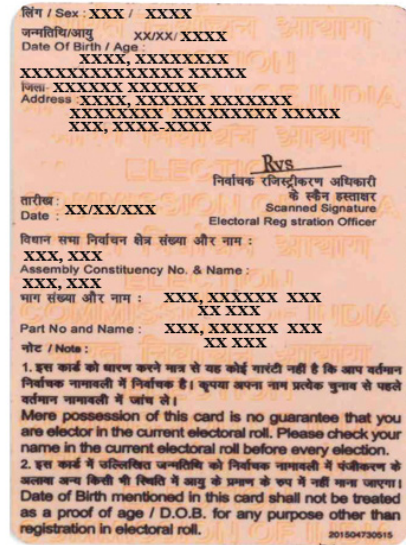 लिंग / Sex : XXX / XXXX
जन्मतिथि/आयु XX/XX/ XXXX
Date Of Birth / Age :
XXXX, XXXXXXXXX
XXXXXXXXXXXXXXX XXXXX
जिला- XXXXXXX XXXXXX
Address : XXXX, XXXXXX XXXXXXX
XXXXXXXX XXXXXXXXXX XXXXX
XXX, XXXX-XXXX
Rvs
निर्वाचक रजिस्ट्रीकरण अधिकारी
के स्कैन हस्ताक्षर
तारीख :
Date : XX/XX/XXX
Scanned Signature
Electoral Reg stration Officer
विधान सभा निर्वाचन क्षेत्र संख्या और नाम :
XXX, XXX
Assembly Constituency No. & Name :
XXX, XXX
भाग संख्या और नाम : XXX, XXXXXX XXX
XX XXX
Part No and Name : XXX, XXXXXX XXX
XX XXX
नोट / Note :
1. इस कार्ड को धारण करने मात्र से यह कोई गारंटी नहीं है कि आप वर्तमान
निर्वाचक नामावली में निर्वाचक है। कृपया अपना नाम प्रत्येक चुनाव से पहले
वर्तमान नामावली में जांच ले।
Mere possession of this card is no guarantee that you
are elector in the current electoral roll. Please check your
name in the current electoral roll before every election.
2. इस कार्ड में उल्लिखित जन्मतिथि को निर्वाचक नामावली में पंजीकरण के
अलावा अन्य किसी भी स्थिति में आयु के प्रमाण के रुप में नहीं माना जाएगा।
Date of Birth mentioned in this card shall not be treated
as a proof of age / D.O.B. for any purpose other than
registration in electoral roll.
201504730515